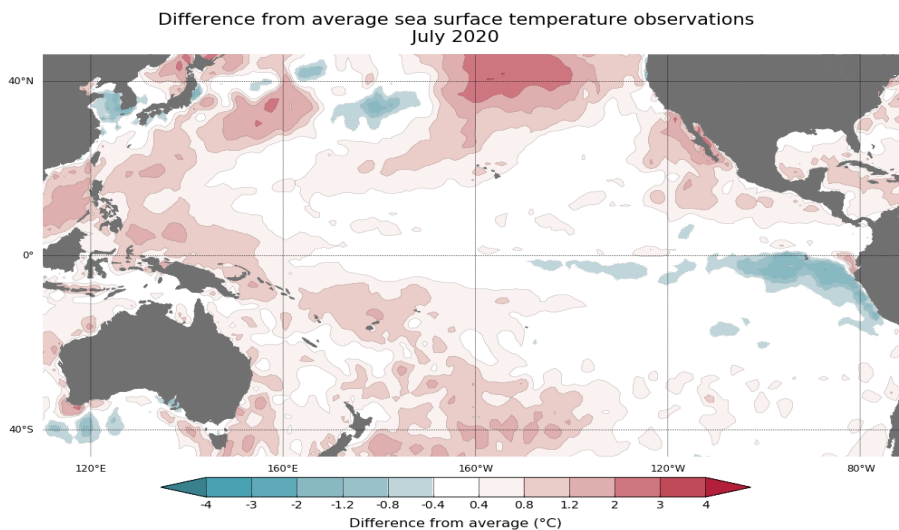 Difference from average sea surface temperature observations
July 2020
40°N
0°
40°S
120°E 160°E 160°W 120°W 80°W
-4 -3 -2 -1.2 -0.8 -0.4 0.4 0.8 1.2 2 3 4
Difference from average (°C)